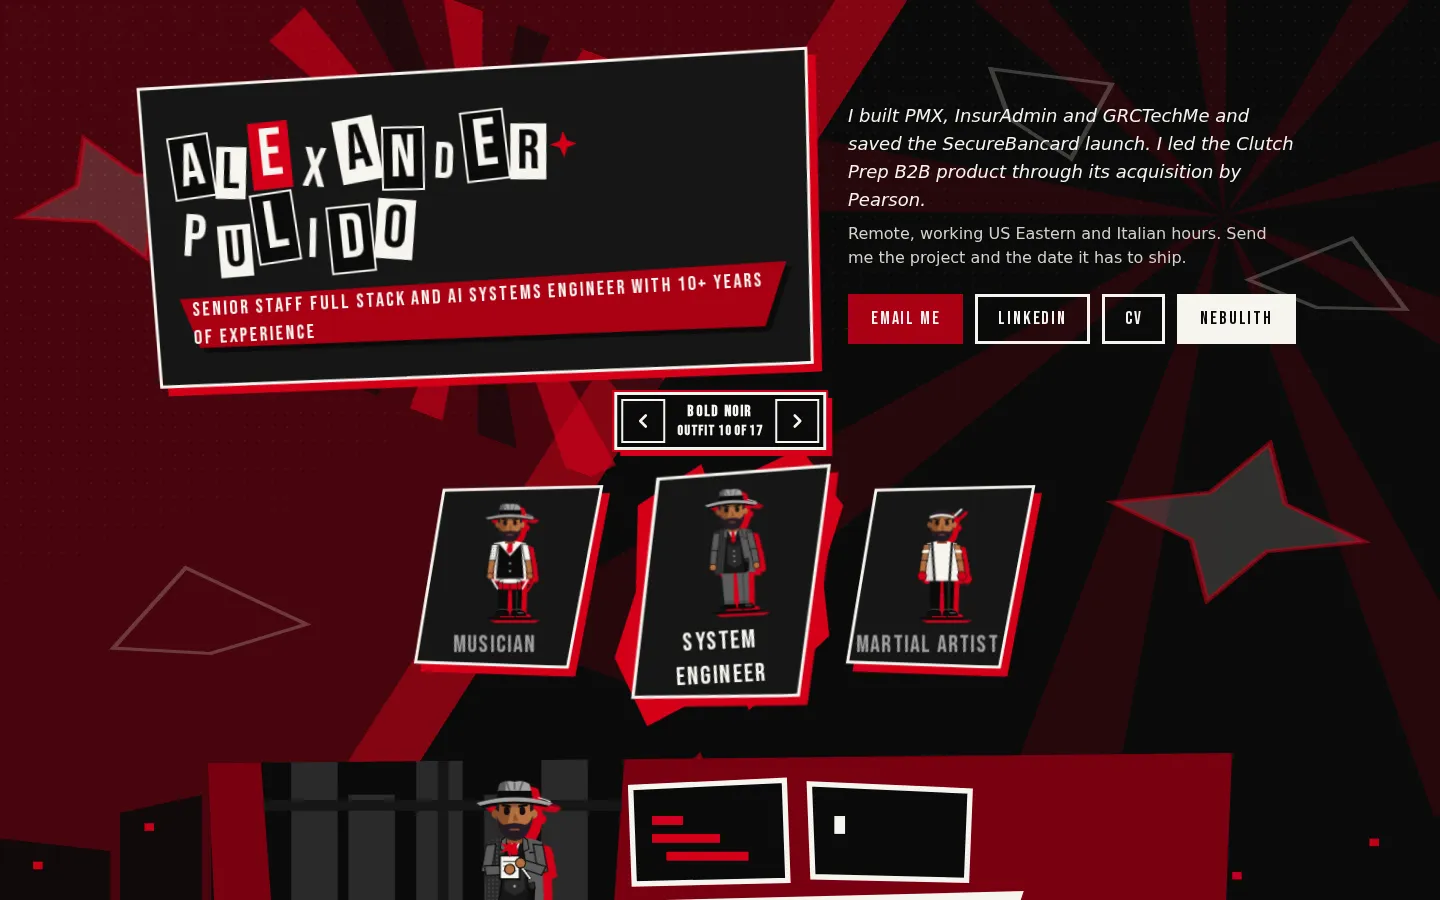 ALEXANDER
PULIDO
SENIOR STAFF FULL STACK AND AI SYSTEMS ENGINEER WITH 10+ YEARS
OF EXPERIENCE
I built PMX, InsurAdmin and GRCTechMe and
saved the SecureBancard launch. I led the Clutch
Prep B2B product through its acquisition by
Pearson.
Remote, working US Eastern and Italian hours. Send
me the project and the date it has to ship.
EMAIL ME
LINKEDIN
CV
NEBULITH
BOLD NOIR
OUTFIT 10 OF 17
MUSICIAN
SYSTEM
ENGINEER
MARTIAL ARTIST